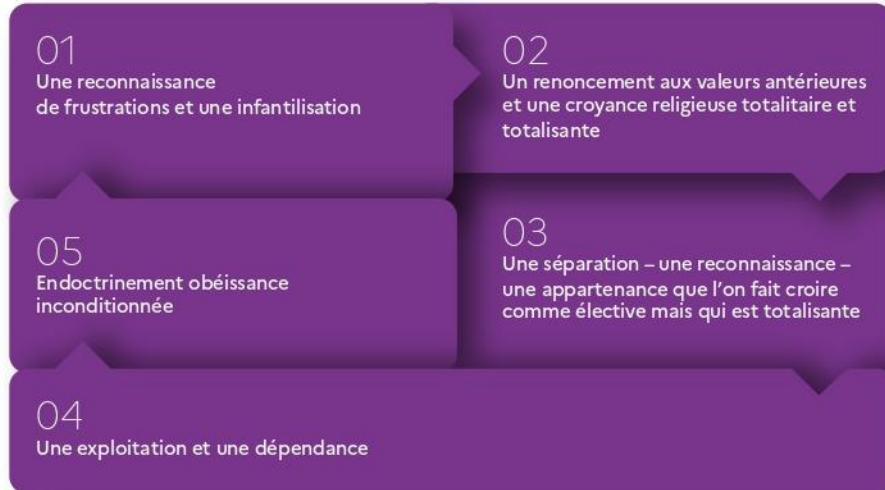 01
Une reconnaissance
de frustrations et une infantilisation
02
Un renoncement aux valeurs antérieures
et une croyance religieuse totalitaire et
totalisante
03
Une séparation – une reconnaissance –
une appartenance que l’on fait croire
comme élective mais qui est totalisante
04
Une exploitation et une dépendance
05
Endoctrinement obéissance
inconditionnée